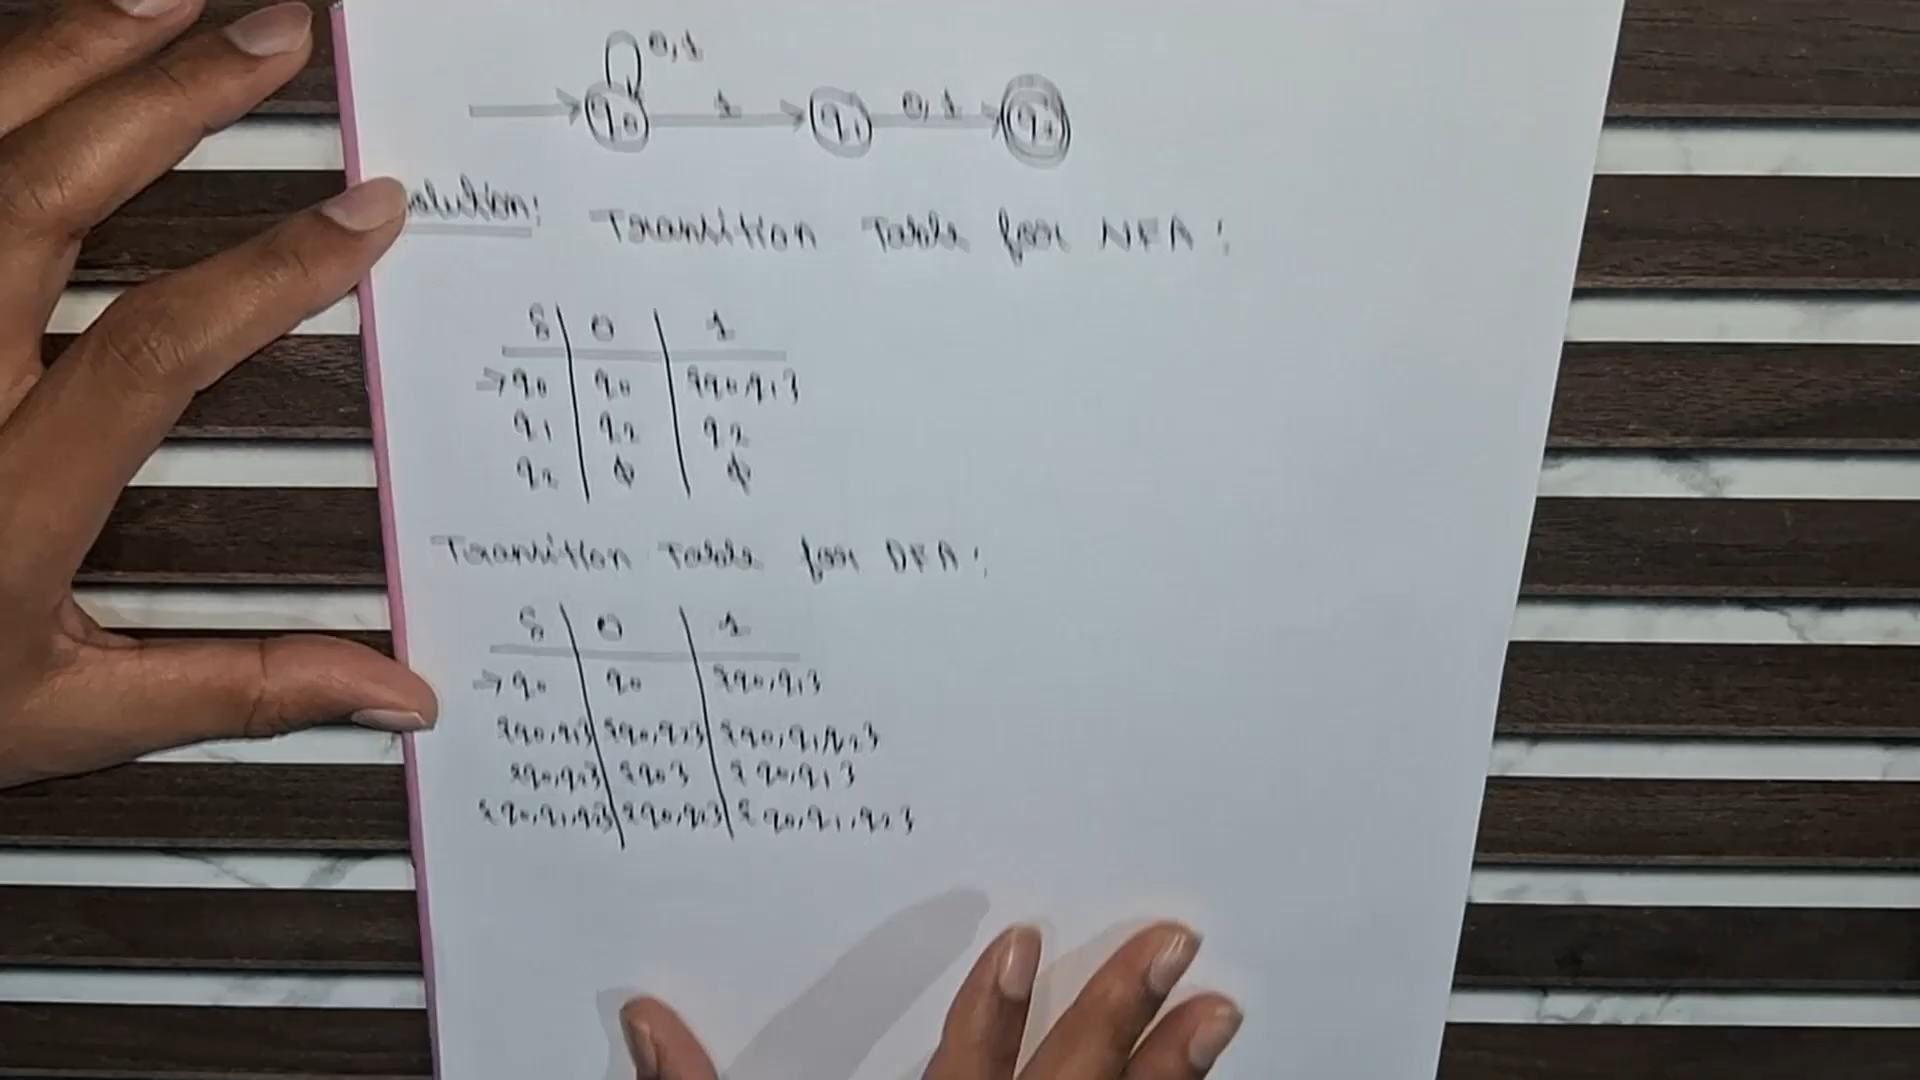 0,1
q0 1 q1 0,1 q2
Solution: Transition Table for NFA:
δ 0 1
→q0 q0 {q0,q1}
q1 q2 q2
q2 ϕ ϕ
Transition Table for DFA:
δ 0 1
→q0 q0 {q0,q1}
{q0,q1} {q0,q2} {q0,q1,q2}
{q0,q2} {q0} {q0,q1}
{q0,q1,q2} {q0,q2} {q0,q1,q2}